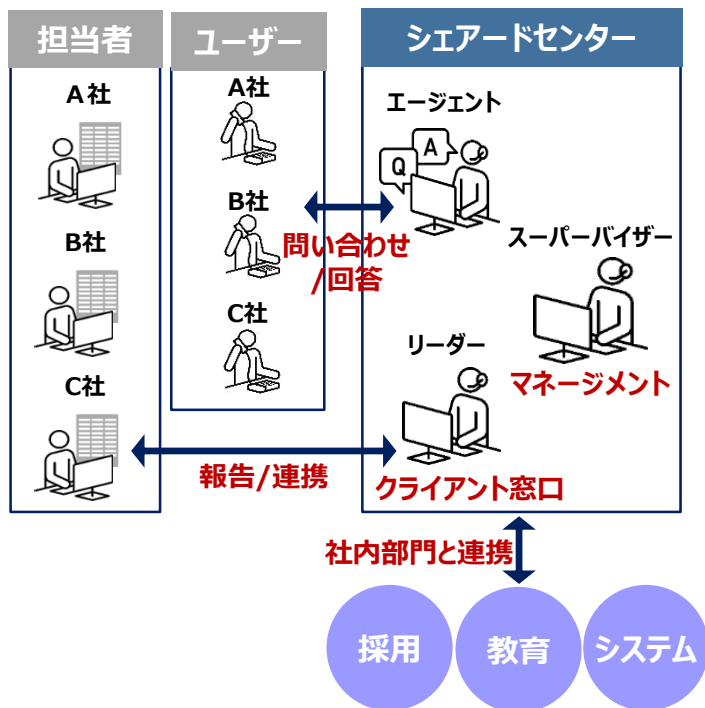 担当者
A社
B社
C社
ユーザー
A社
B社
C社
シェアードセンター
エージェント
Q
A
スーパーバイザー
マネージメント
リーダー
クライアント窓口
問い合わせ
/回答
報告/連携
社内部門と連携
採用
教育
システム